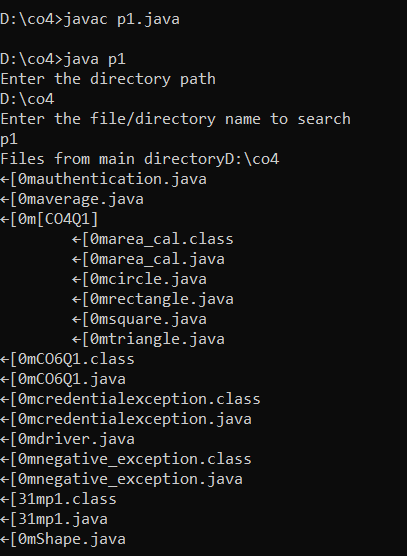 D:\co4>javac p1.java
D:\co4>java p1
Enter the directory path
D:\co4
Enter the file/directory name to search
p1
Files from main directoryD:\co4
←[0mauthentication.java
←[0maverage.java
←[0m[CO4Q1]
←[0marea_cal.class
←[0marea_cal.java
←[0mcircle.java
←[0mrectangle.java
←[0msquare.java
←[0mtriangle.java
←[0mCO6Q1.class
←[0mCO6Q1.java
←[0mcredentialexception.class
←[0mcredentialexception.java
←[0mdriver.java
←[0mnegative_exception.class
←[0mnegative_exception.java
←[31mp1.class
←[31mp1.java
←[0mShape.java